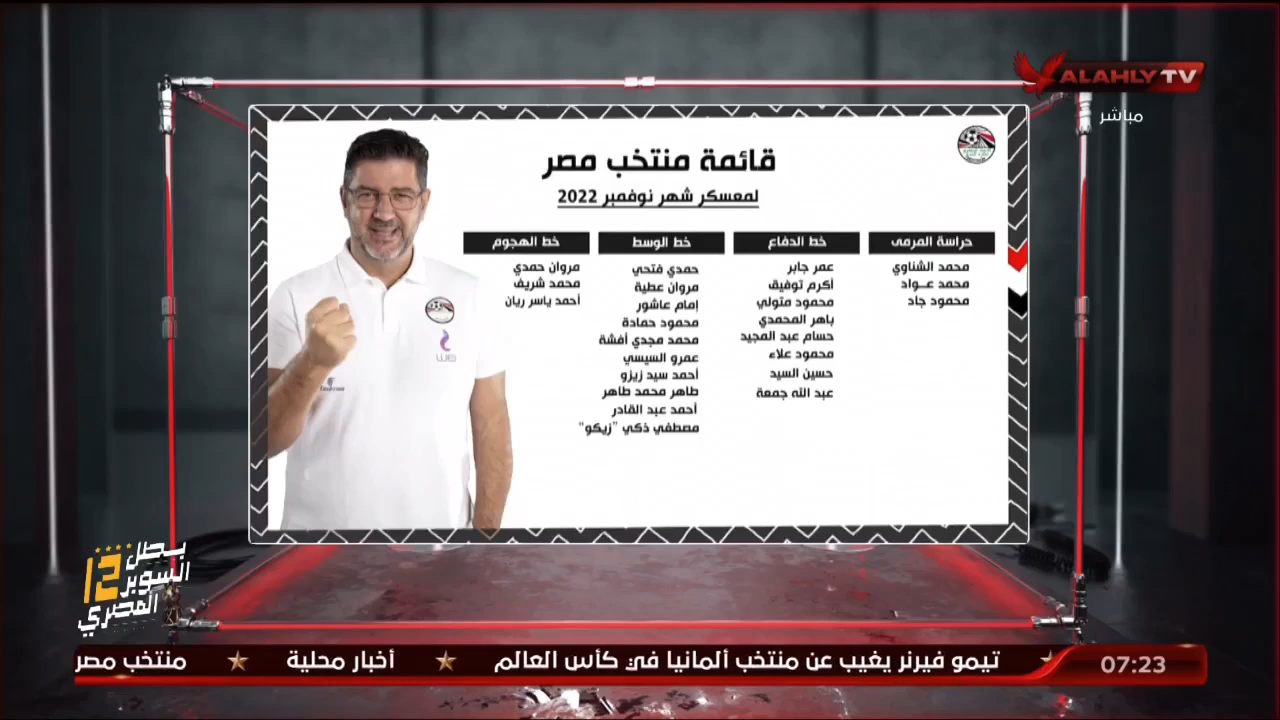 ALAHLY TV
مباشر
قائمة منتخب مصر
لمعسكر شهر نوفمبر 2022
حراسة المرمى
محمد الشناوي
محمد عــواد
محمود جاد
خط الدفاع
عمر جابر
أكرم توفيق
محمود متولي
باهر المحمدي
حسام عبد المجيد
محمود علاء
حسين السيد
عبد الله جمعة
خط الوسط
حمدي فتحي
مروان عطية
إمام عاشور
محمود حمادة
محمد مجدي أفشة
عمرو السيسي
أحمد سيد زيزو
طاهر محمد طاهر
أحمد عبد القادر
مصطفي ذكي "زيكو"
خط الهجوم
مروان حمدي
محمد شريف
أحمد ياسر ريان
بطل
السوبر 12
المصري
07:23
تيمو فيرنر يغيب عن منتخب ألمانيا في كأس العالم ★ أخبار محلية ★ منتخب مصر